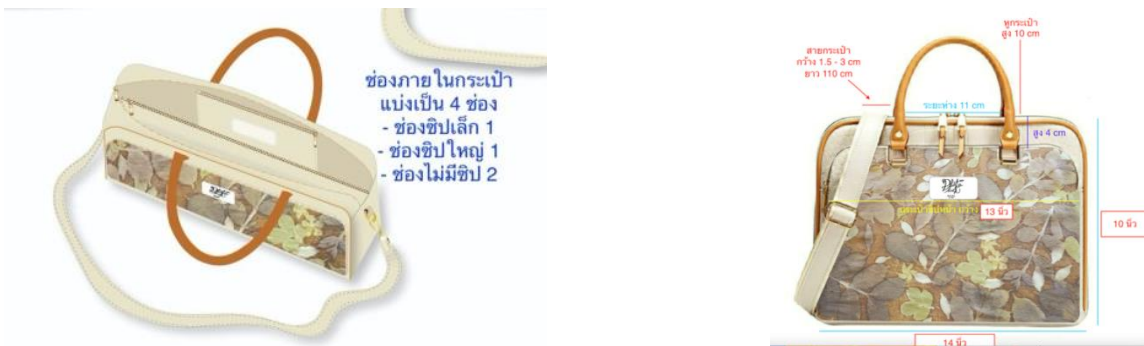 ช่องภายในกระเป๋า
แบ่งเป็น 4 ช่อง
- ช่องซิปเล็ก 1
- ช่องซิปใหญ่ 1
- ช่องไม่มีซิป 2
หูกระเป๋า
สูง 10 cm
สายกระเป๋า
กว้าง 1.5 - 3 cm
ยาว 110 cm
ระยะห่าง 11 cm
สูง 4 cm
13 นิ้ว
10 นิ้ว
14 นิ้ว